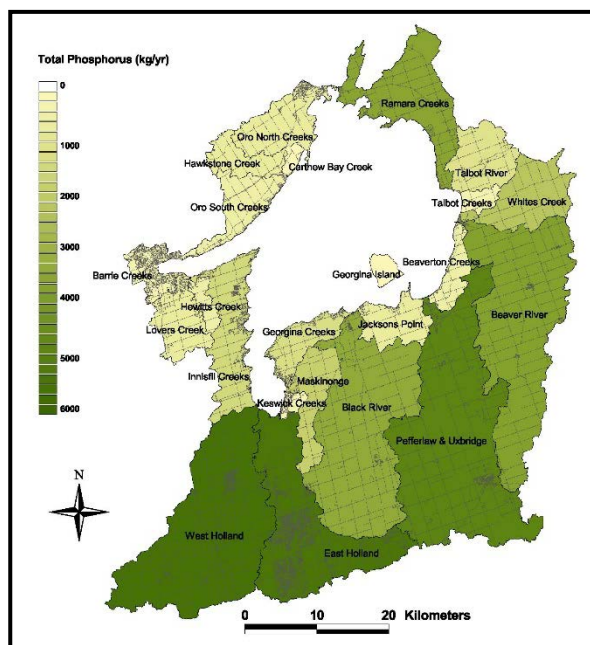 Total Phosphorus (kg/yr)
0
1000
2000
3000
4000
5000
6000
Ramara Creeks
Oro North Creeks
Hawkstone Creek
Carthew Bay Creek
Talbot River
Oro South Creeks
Talbot Creeks
Whites Creek
Barrie Creeks
Beaverton Creeks
Georgina Island
Hewitts Creek
Beaver River
Lovers Creek
Georgina Creeks
Jacksons Point
Innisfil Creeks
Maskinonge
Keswick Creeks
Black River
Pefferlaw & Uxbridge
N
West Holland
East Holland
0 10 20 Kilometers